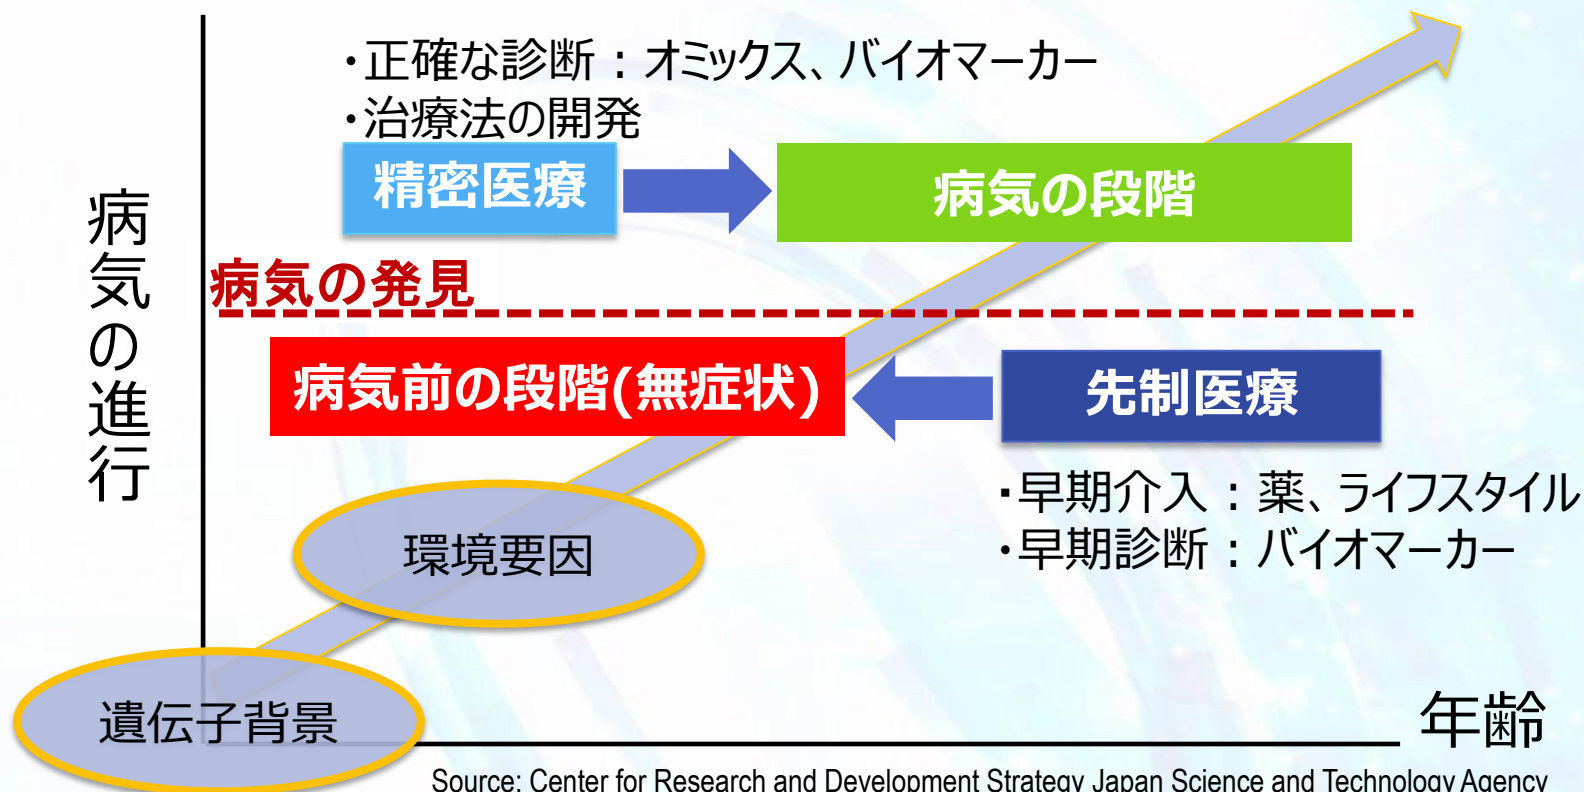 ・正確な診断：オミックス、バイオマーカー
・治療法の開発
精密医療
病気の段階
病気の進行
病気の発見
病気前の段階(無症状)
先制医療
・早期介入：薬、ライフスタイル
・早期診断：バイオマーカー
環境要因
遺伝子背景
年齢
Source: Center for Research and Development Strategy Japan Science and Technology Agency